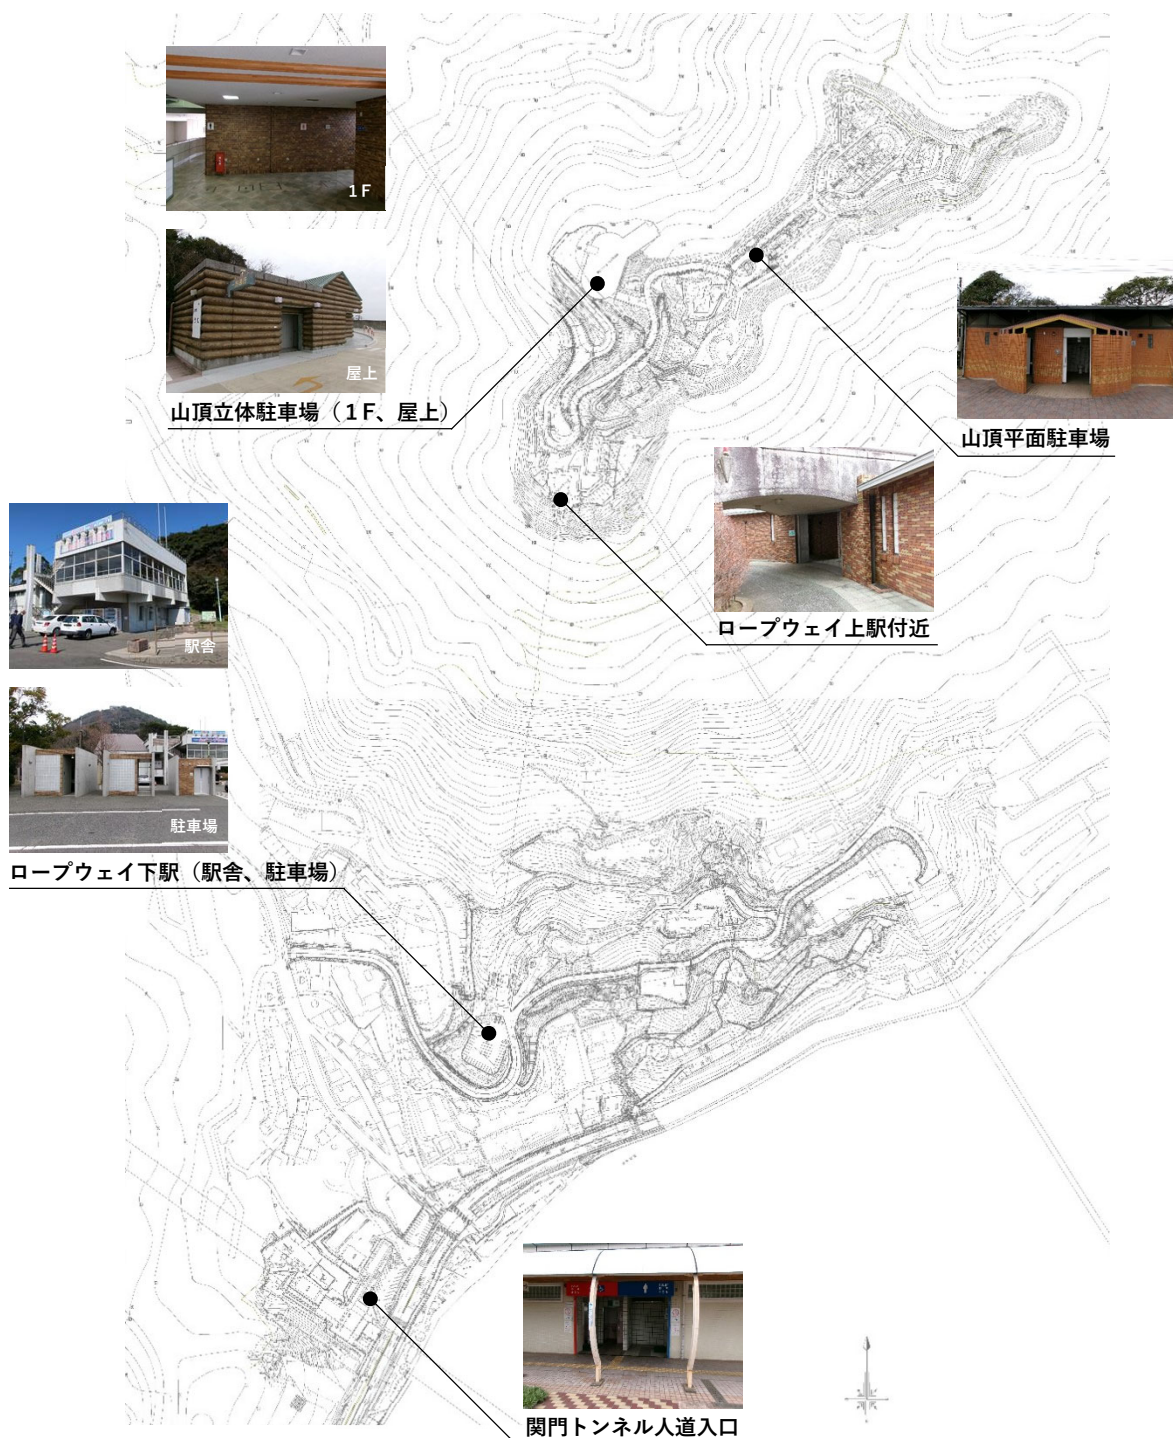 1F
屋上
山頂立体駐車場（1F、屋上）
山頂平面駐車場
ロープウェイ上駅付近
駅舎
駐車場
ロープウェイ下駅（駅舎、駐車場）
関門トンネル人道入口